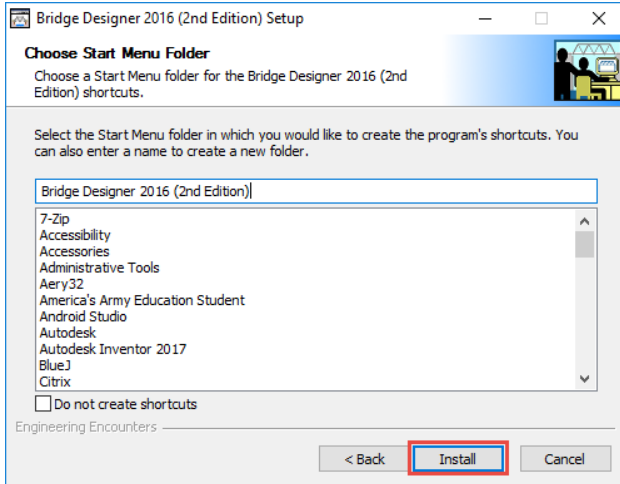 Bridge Designer 2016 (2nd Edition) Setup
Choose Start Menu Folder
Choose a Start Menu folder for the Bridge Designer 2016 (2nd
Edition) shortcuts.
Select the Start Menu folder in which you would like to create the program's shortcuts. You
can also enter a name to create a new folder.
Bridge Designer 2016 (2nd Edition)
7-Zip
Accessibility
Accessories
Administrative Tools
Aery32
America's Army Education Student
Android Studio
Autodesk
Autodesk Inventor 2017
BlueJ
Citrix
Do not create shortcuts
Engineering Encounters
< Back Install Cancel